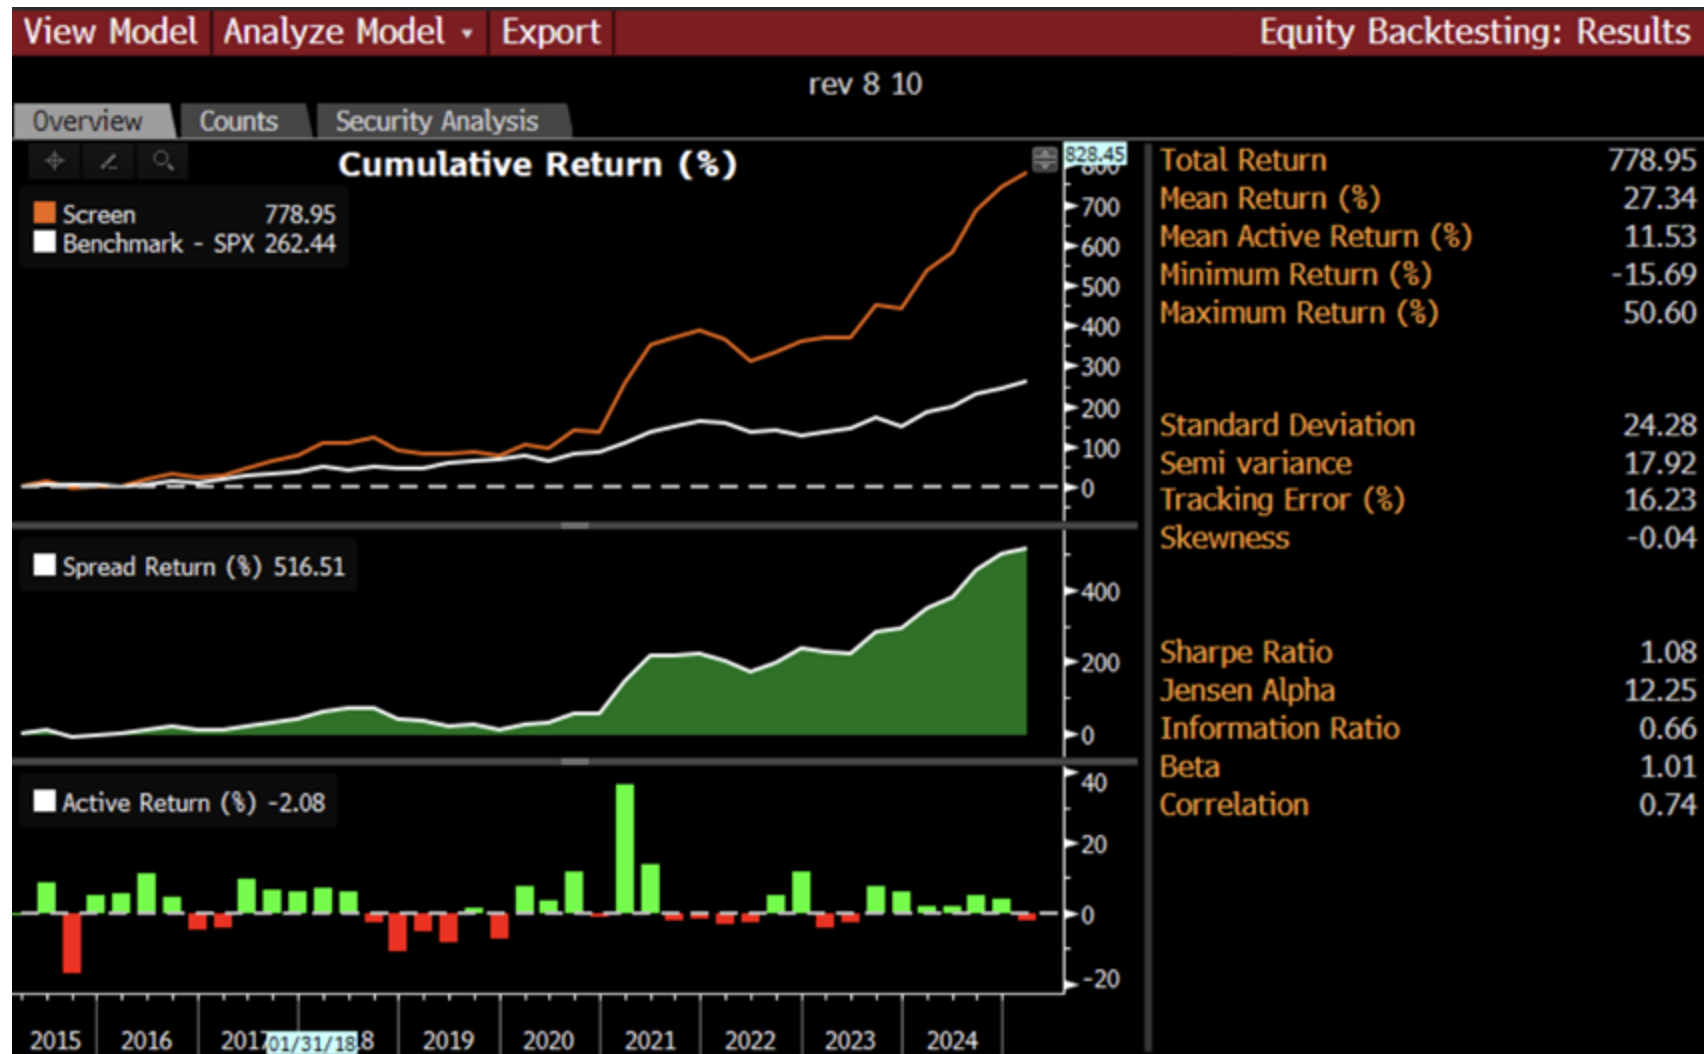 View Model Analyze Model Export Equity Backtesting: Results
rev 8 10
Overview Counts Security Analysis
Cumulative Return (%)
Screen 778.95
Benchmark - SPX 262.44
828.45
800
700
600
500
400
300
200
100
0
Spread Return (%) 516.51
400
200
0
Active Return (%) -2.08
40
20
0
-20
2015 2016 2017 01/31/18 8 2019 2020 2021 2022 2023 2024
Total Return 778.95
Mean Return (%) 27.34
Mean Active Return (%) 11.53
Minimum Return (%) -15.69
Maximum Return (%) 50.60
Standard Deviation 24.28
Semi variance 17.92
Tracking Error (%) 16.23
Skewness -0.04
Sharpe Ratio 1.08
Jensen Alpha 12.25
Information Ratio 0.66
Beta 1.01
Correlation 0.74